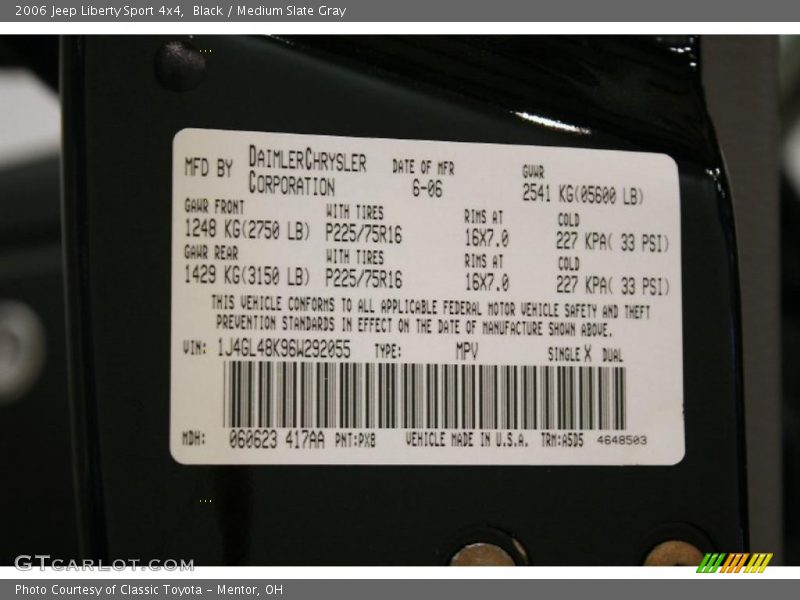 2006 Jeep Liberty Sport 4x4, Black / Medium Slate Gray
MFD BY DAIMLERCHRYSLER CORPORATION DATE OF MFR 6-06 GVWR 2541 KG(05600 LB)
GAWR FRONT WITH TIRES RIMS AT COLD
1248 KG(2750 LB) P225/75R16 16X7.0 227 KPA( 33 PSI)
GAWR REAR WITH TIRES RIMS AT COLD
1429 KG(3150 LB) P225/75R16 16X7.0 227 KPA( 33 PSI)
THIS VEHICLE CONFORMS TO ALL APPLICABLE FEDERAL MOTOR VEHICLE SAFETY AND THEFT
PREVENTION STANDARDS IN EFFECT ON THE DATE OF MANUFACTURE SHOWN ABOVE.
VIN: 1J4GL48K96W292055 TYPE: MPV SINGLE X DUAL
MDH: 060623 417AA PNT:PXB VEHICLE MADE IN U.S.A. TRM:A5D5 4648503
GTCARLOT.COM
Photo Courtesy of Classic Toyota - Mentor, OH